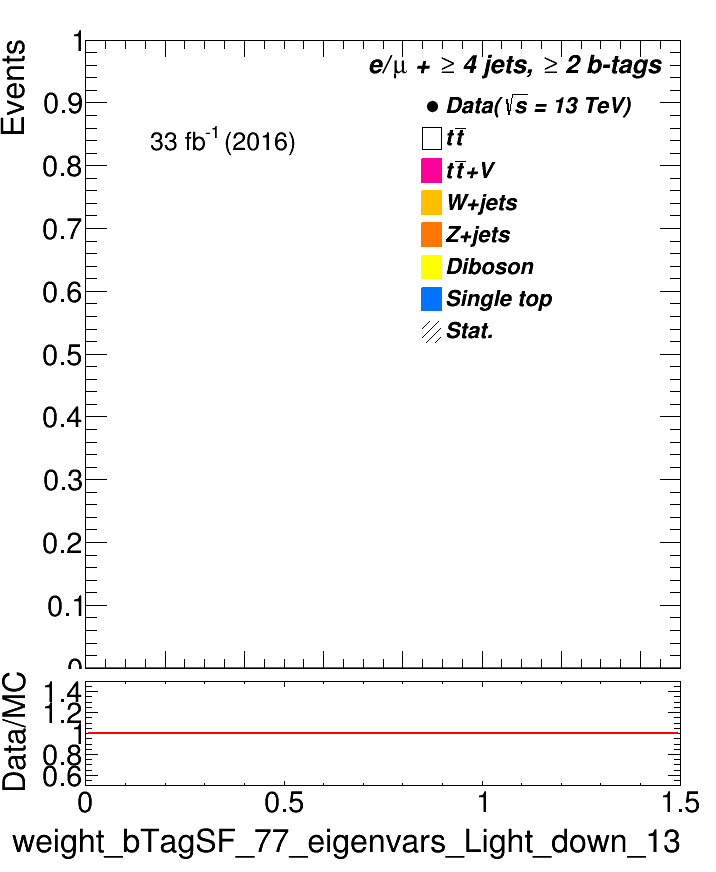 Events
1
0.9
0.8
0.7
0.6
0.5
0.4
0.3
0.2
0.1
0
e/μ + ≥ 4 jets, ≥ 2 b-tags
33 fb⁻¹ (2016)
Data(√s = 13 TeV)
tt̅
tt̅+V
W+jets
Z+jets
Diboson
Single top
Stat.
Data/MC
1.4
1.2
1
0.8
0.6
0 0.5 1 1.5
weight_bTagSF_77_eigenvars_Light_down_13